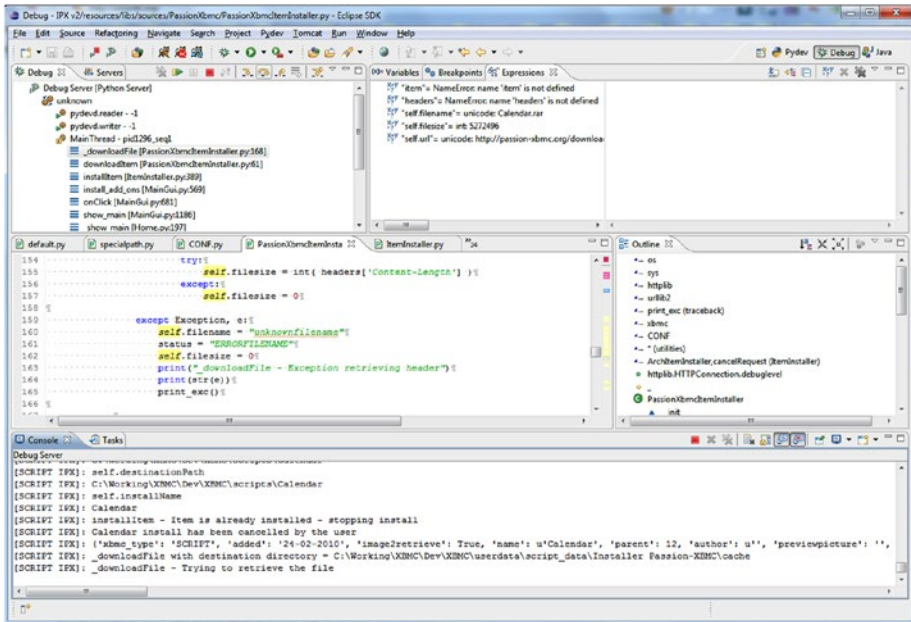 Debug - IPX v2/resources/libs/sources/PassionXbmc/PassionXbmcItemInstaller.py - Eclipse SDK
File Edit Source Refactoring Navigate Search Project Pydev Tomcat Run Window Help
Pydev Debug Java
Debug Servers
Debug Server [Python Server]
unknown
pydevd.reader - -1
pydevd.writer - -1
MainThread - pid1296_seq1
_downloadFile [PassionXbmcItemInstaller.py:168]
downloadItem [PassionXbmcItemInstaller.py:61]
installItem [ItemInstaller.py:389]
install_add_ons [MainGui.py:569]
onClick [MainGui.py:681]
show_main [MainGui.py:1186]
show_main [Home.py:197]
Variables Breakpoints Expressions
"item"= NameError: name 'item' is not defined
"headers"= NameError: name 'headers' is not defined
"self.filename"= unicode: Calendar.rar
"self.filesize"= int: 5272496
"self.url"= unicode: http://passion-xbmc.org/downloa
default.py specialpath.py CONF.py PassionXbmcItemInsta ItemInstaller.py
154 try:
155 self.filesize = int( headers['Content-Length'] )
156 except:
157 self.filesize = 0
158
159 except Exception, e:
160 self.filename = "unknownfilename"
161 status = "ERRORFILENAME"
162 self.filesize = 0
163 print("_downloadFile - Exception retrieving header")
164 print(str(e))
165 print_exc()
166
Outline
os
sys
httplib
urllib2
print_exc (traceback)
xbmc
CONF
* (utilities)
ArchItemInstaller,cancelRequest (ItemInstaller)
httplib.HTTPConnection.debuglevel
_
PassionXbmcItemInstaller
init
Console Tasks
Debug Server
[SCRIPT IPX]: self.destinationPath
[SCRIPT IPX]: C:\Working\XBMC\Dev\XBMC\scripts\Calendar
[SCRIPT IPX]: self.installName
[SCRIPT IPX]: Calendar
[SCRIPT IPX]: installItem - Item is already installed - stopping install
[SCRIPT IPX]: Calendar install has been cancelled by the user
[SCRIPT IPX]: {'xbmc_type': 'SCRIPT', 'added': '24-02-2010', 'image2retrieve': True, 'name': u'Calendar', 'parent': 12, 'author': u'', 'previewpicture': '',
[SCRIPT IPX]: _downloadFile with destination directory = C:\Working\XBMC\Dev\XBMC\userdata\script_data\Installer Passion-XBMC\cache
[SCRIPT IPX]: _downloadFile - Trying to retrieve the file